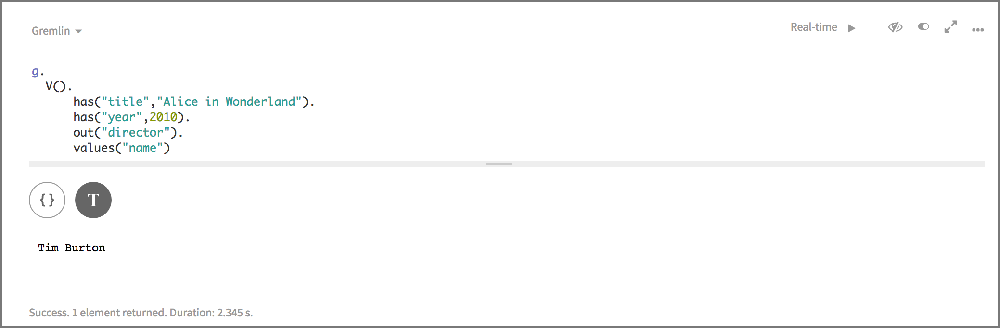 Gremlin
Real-time
g.
V().
has("title","Alice in Wonderland").
has("year",2010).
out("director").
values("name")
{} T
Tim Burton
Success. 1 element returned. Duration: 2.345 s.